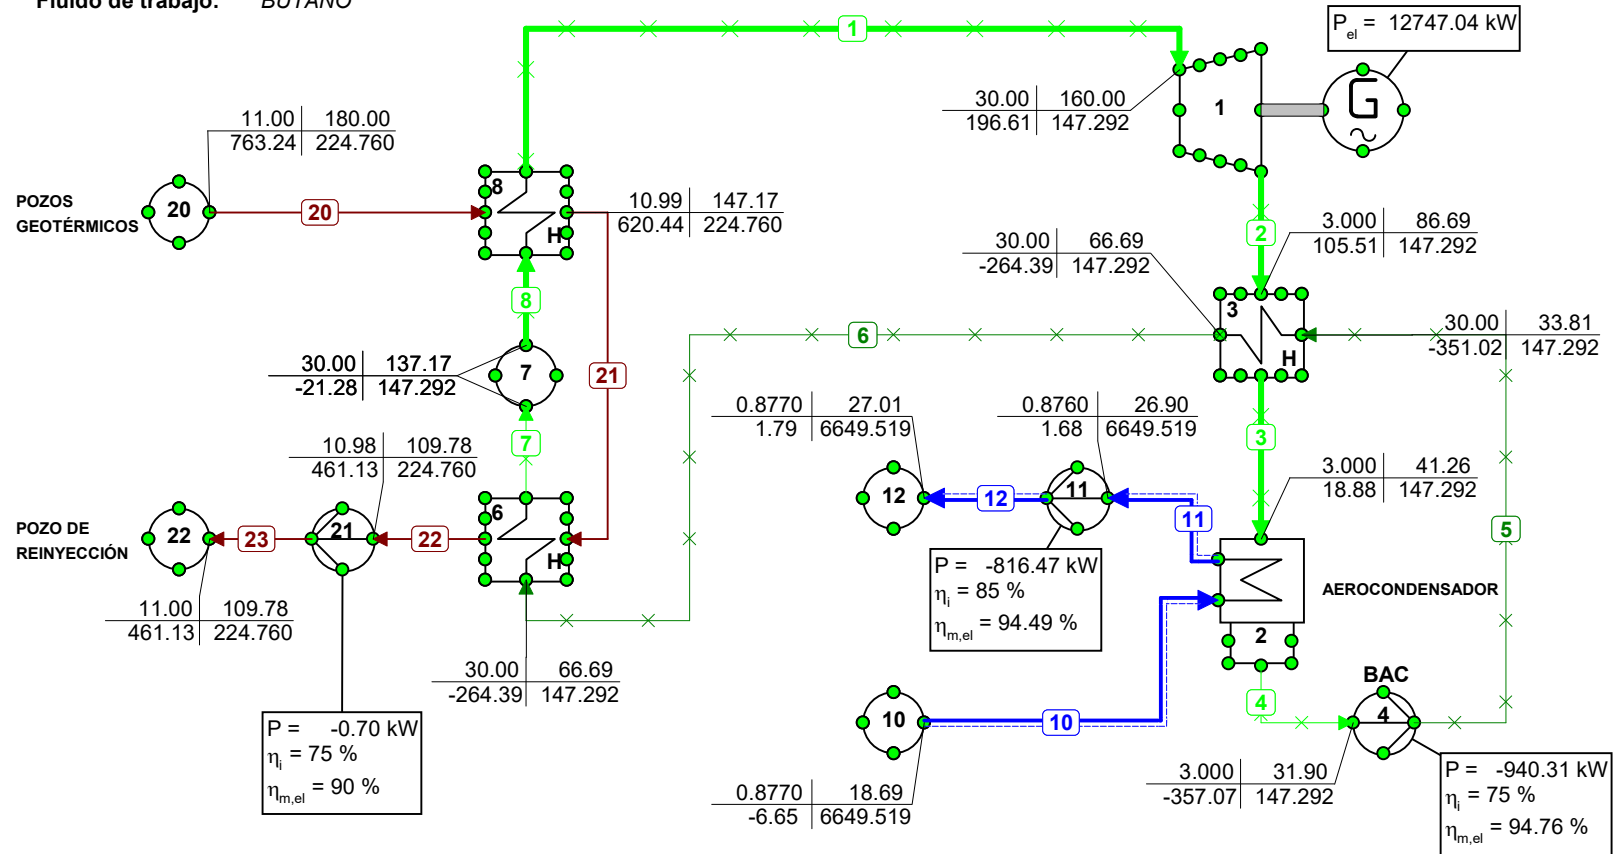 Fluido de trabajo: BUTANO
1
P_el = 12747.04 kW
11.00 180.00
763.24 224.760
30.00 160.00
196.61 147.292
1
G
POZOS
GEOTÉRMICOS
20
20
8
H
10.99 147.17
620.44 224.760
2
3.000 86.69
105.51 147.292
30.00 66.69
-264.39 147.292
8
3
H
6
30.00 33.81
-351.02 147.292
30.00 137.17
-21.28 147.292
7
21
0.8770 27.01
1.79 6649.519
0.8760 26.90
1.68 6649.519
3
7
10.98 109.78
461.13 224.760
3.000 41.26
18.88 147.292
12
12
11
11
5
POZO DE
REINYECCIÓN
22
23
21
22
6
H
P = -816.47 kW
η_i = 85 %
η_m,el = 94.49 %
AEROCONDENSADOR
2
11.00 109.78
461.13 224.760
30.00 66.69
-264.39 147.292
BAC
4
4
10
10
P = -0.70 kW
η_i = 75 %
η_m,el = 90 %
0.8770 18.69
-6.65 6649.519
3.000 31.90
-357.07 147.292
P = -940.31 kW
η_i = 75 %
η_m,el = 94.76 %